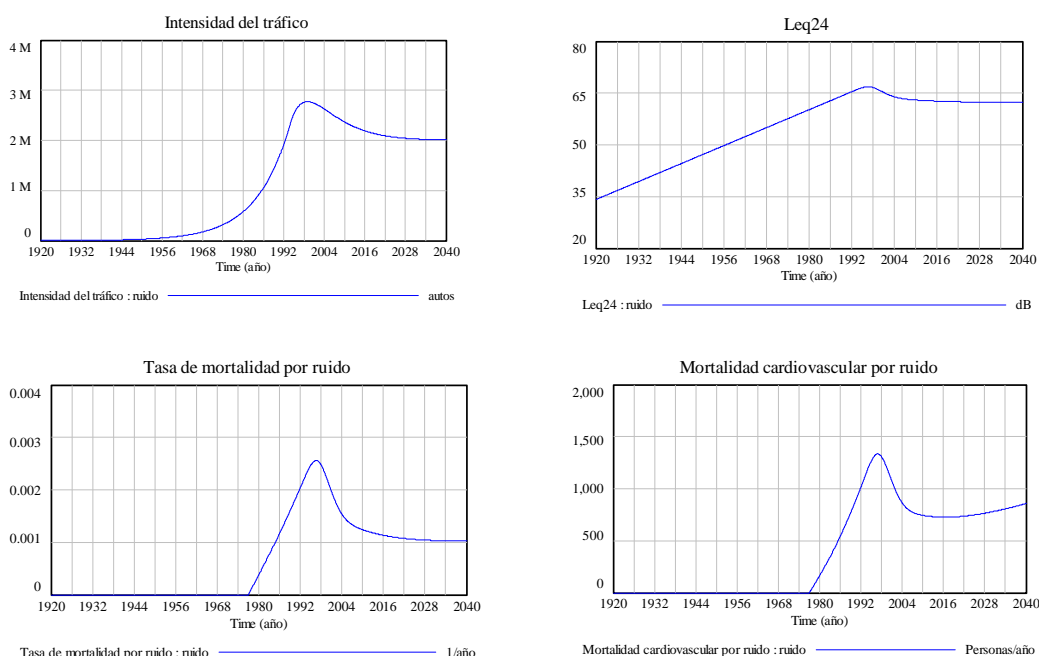 Intensidad del tráfico
4 M
3 M
2 M
1 M
0
1920 1932 1944 1956 1968 1980 1992 2004 2016 2028 2040
Time (año)
Intensidad del tráfico : ruido autos
Leq24
80
65
50
35
20
1920 1932 1944 1956 1968 1980 1992 2004 2016 2028 2040
Time (año)
Leq24 : ruido dB
Tasa de mortalidad por ruido
0.004
0.003
0.002
0.001
0
1920 1932 1944 1956 1968 1980 1992 2004 2016 2028 2040
Time (año)
Tasa de mortalidad por ruido : ruido 1/año
Mortalidad cardiovascular por ruido
2,000
1,500
1,000
500
0
1920 1932 1944 1956 1968 1980 1992 2004 2016 2028 2040
Time (año)
Mortalidad cardiovascular por ruido : ruido Personas/año